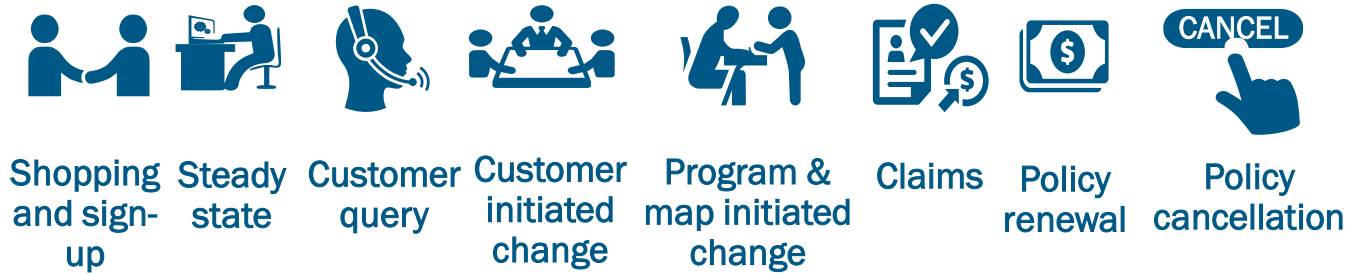 CANCEL
Shopping
and sign-
up
Steady
state
Customer
query
Customer
initiated
change
Program &
map initiated
change
Claims
Policy
renewal
Policy
cancellation